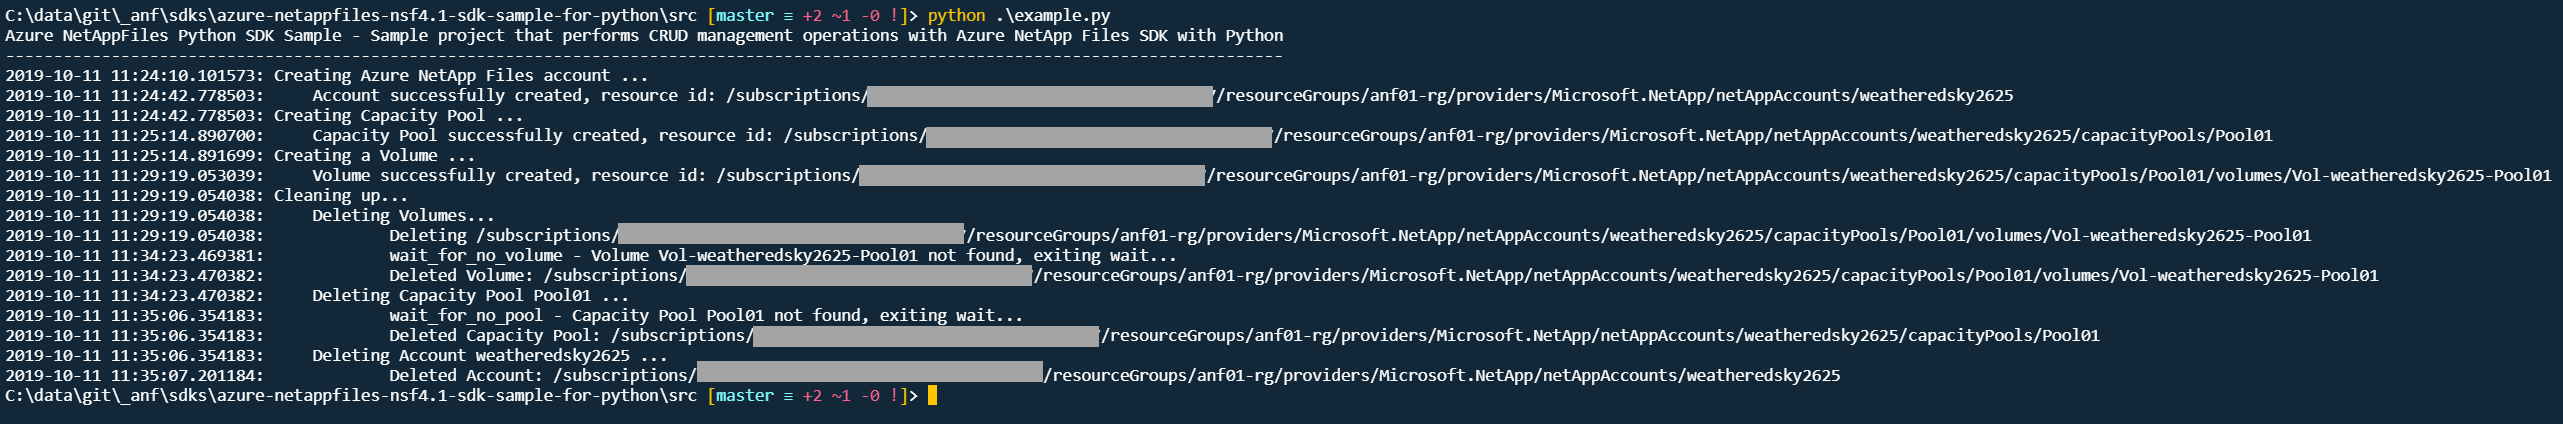 C:\data\git\_anf\sdks\azure-netappfiles-nsf4.1-sdk-sample-for-python\src [master ≡ +2 ~1 -0 !]> python .\example.py
Azure NetAppFiles Python SDK Sample - Sample project that performs CRUD management operations with Azure NetApp Files SDK with Python
-------------------------------------------------------------------------------------------------------------------------------------
2019-10-11 11:24:10.101573: Creating Azure NetApp Files account ...
2019-10-11 11:24:42.778503:     Account successfully created, resource id: /subscriptions/ /resourceGroups/anf01-rg/providers/Microsoft.NetApp/netAppAccounts/weatheredsky2625
2019-10-11 11:24:42.778503: Creating Capacity Pool ...
2019-10-11 11:25:14.890700:     Capacity Pool successfully created, resource id: /subscriptions/ /resourceGroups/anf01-rg/providers/Microsoft.NetApp/netAppAccounts/weatheredsky2625/capacityPools/Pool01
2019-10-11 11:25:14.891699: Creating a Volume ...
2019-10-11 11:29:19.053039:     Volume successfully created, resource id: /subscriptions/ /resourceGroups/anf01-rg/providers/Microsoft.NetApp/netAppAccounts/weatheredsky2625/capacityPools/Pool01/volumes/Vol-weatheredsky2625-Pool01
2019-10-11 11:29:19.054038: Cleaning up...
2019-10-11 11:29:19.054038:     Deleting Volumes...
2019-10-11 11:29:19.054038:             Deleting /subscriptions/ /resourceGroups/anf01-rg/providers/Microsoft.NetApp/netAppAccounts/weatheredsky2625/capacityPools/Pool01/volumes/Vol-weatheredsky2625-Pool01
2019-10-11 11:34:23.469381:             wait_for_no_volume - Volume Vol-weatheredsky2625-Pool01 not found, exiting wait...
2019-10-11 11:34:23.470382:             Deleted Volume: /subscriptions/ /resourceGroups/anf01-rg/providers/Microsoft.NetApp/netAppAccounts/weatheredsky2625/capacityPools/Pool01/volumes/Vol-weatheredsky2625-Pool01
2019-10-11 11:34:23.470382:     Deleting Capacity Pool Pool01 ...
2019-10-11 11:35:06.354183:             wait_for_no_pool - Capacity Pool Pool01 not found, exiting wait...
2019-10-11 11:35:06.354183:             Deleted Capacity Pool: /subscriptions/ /resourceGroups/anf01-rg/providers/Microsoft.NetApp/netAppAccounts/weatheredsky2625/capacityPools/Pool01
2019-10-11 11:35:06.354183:     Deleting Account weatheredsky2625 ...
2019-10-11 11:35:07.201184:             Deleted Account: /subscriptions/ /resourceGroups/anf01-rg/providers/Microsoft.NetApp/netAppAccounts/weatheredsky2625
C:\data\git\_anf\sdks\azure-netappfiles-nsf4.1-sdk-sample-for-python\src [master ≡ +2 ~1 -0 !]>